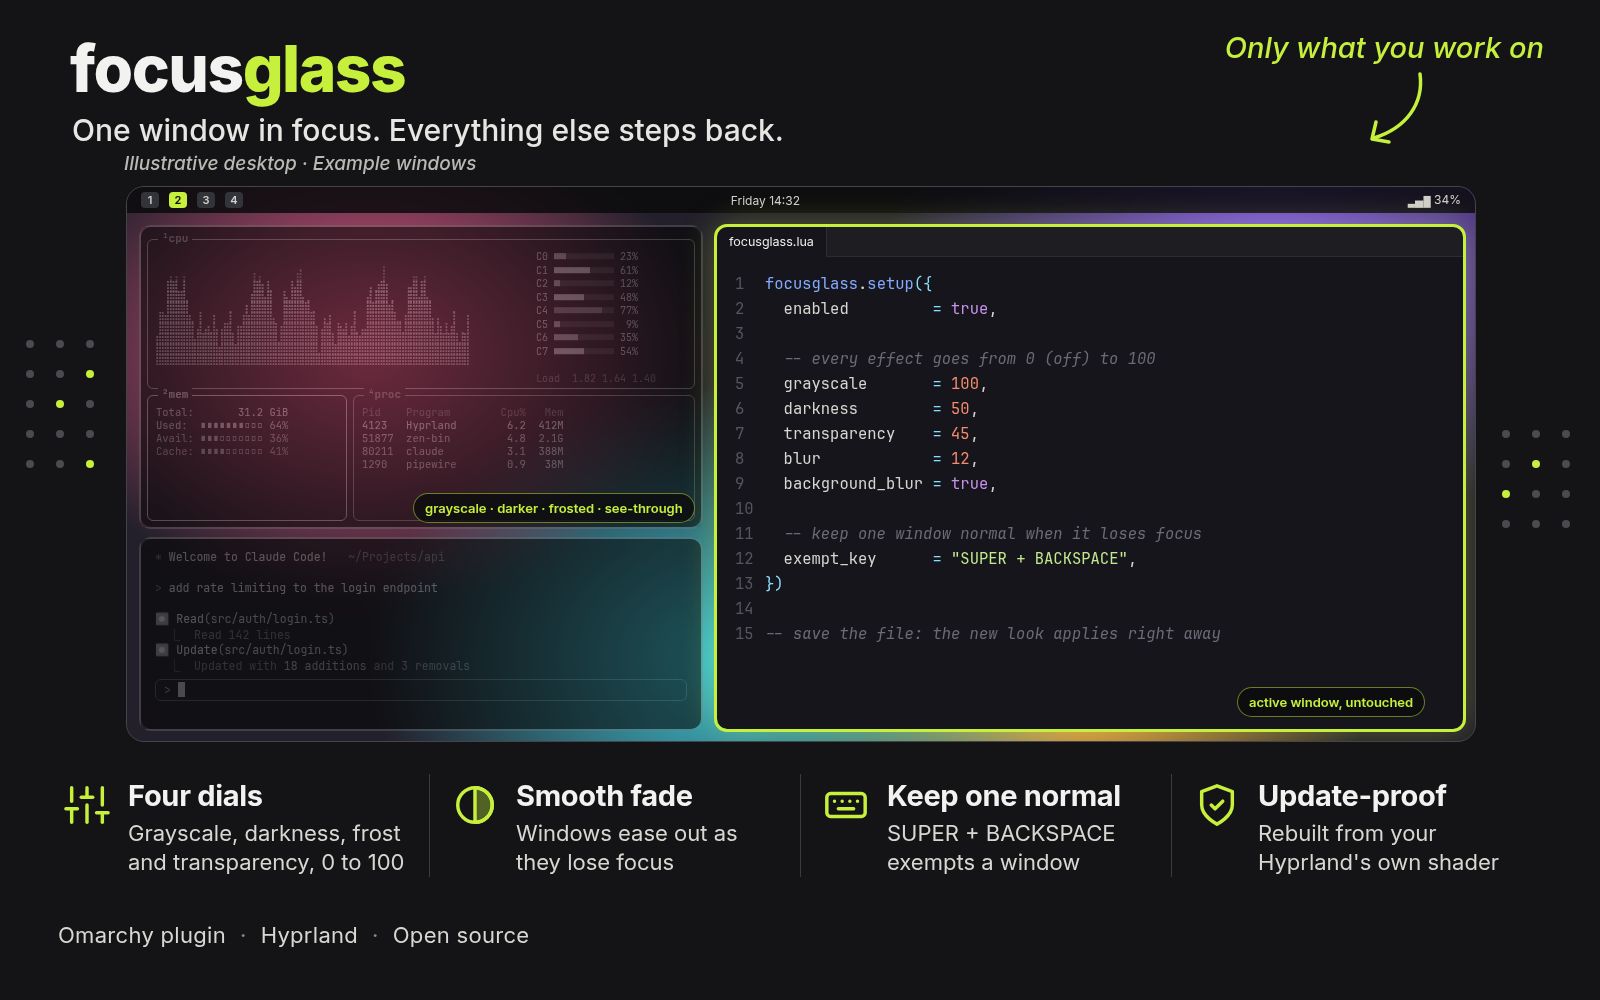 focusglass
Only what you work on
One window in focus. Everything else steps back.
Illustrative desktop · Example windows
1 2 3 4
Friday 14:32
34%
¹cpu
C0 23%
C1 61%
C2 12%
C3 48%
C4 77%
C5 9%
C6 35%
C7 54%
Load 1.82 1.64 1.40
²mem
Total: 31.2 GiB
Used: 64%
Avail: 36%
Cache: 41%
⁴proc
Pid Program Cpu% Mem
4123 Hyprland 6.2 412M
51877 zen-bin 4.8 2.1G
80211 claude 3.1 388M
1290 pipewire 0.9 38M
grayscale · darker · frosted · see-through
✳ Welcome to Claude Code! ~/Projects/api
> add rate limiting to the login endpoint
Read(src/auth/login.ts)
Read 142 lines
Update(src/auth/login.ts)
Updated with 18 additions and 3 removals
>
focusglass.lua
1 focusglass.setup({
2 enabled = true,
3
4 -- every effect goes from 0 (off) to 100
5 grayscale = 100,
6 darkness = 50,
7 transparency = 45,
8 blur = 12,
9 background_blur = true,
10
11 -- keep one window normal when it loses focus
12 exempt_key = "SUPER + BACKSPACE",
13 })
14
15 -- save the file: the new look applies right away
active window, untouched
Four dials
Grayscale, darkness, frost
and transparency, 0 to 100
Smooth fade
Windows ease out as
they lose focus
Keep one normal
SUPER + BACKSPACE
exempts a window
Update-proof
Rebuilt from your
Hyprland's own shader
Omarchy plugin · Hyprland · Open source